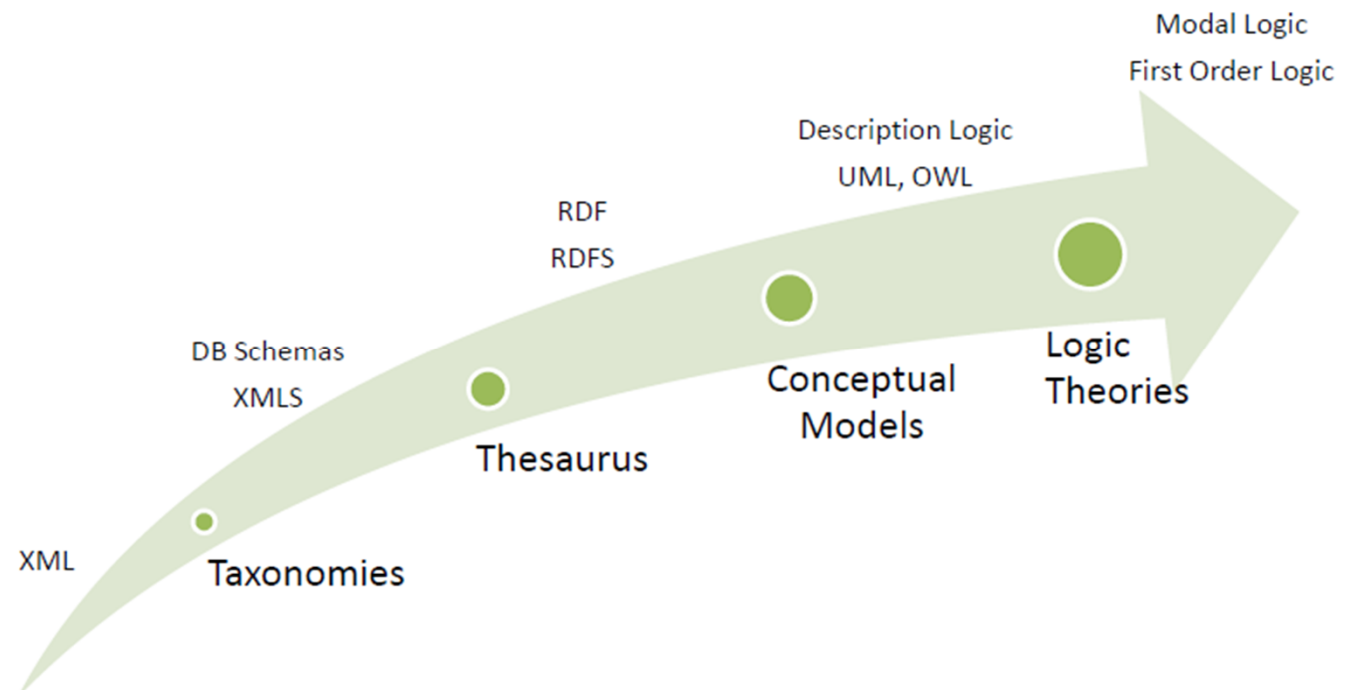 Modal Logic
First Order Logic
Description Logic
UML, OWL
RDF
RDFS
DB Schemas
XMLS
XML
Logic
Theories
Conceptual
Models
Thesaurus
Taxonomies